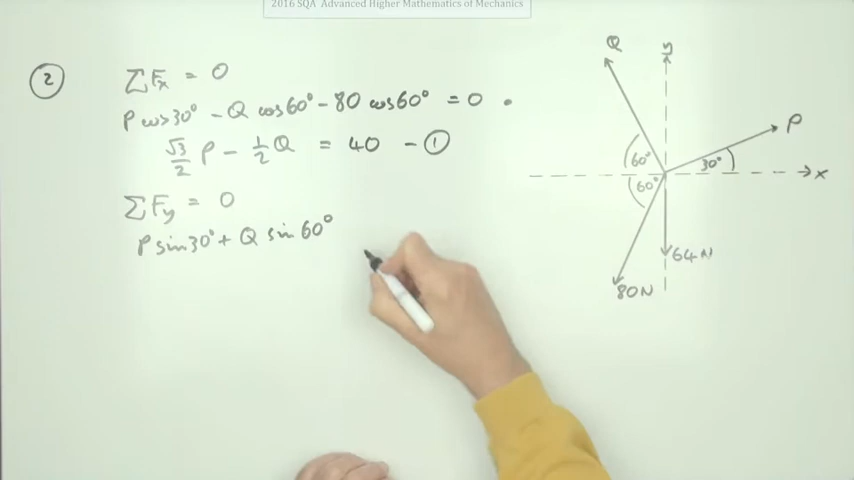 2016 SQA Advanced Higher Mathematics of Mechanics
2
ΣFx = 0
P cos30° - Q cos60° - 80 cos60° = 0
√3/2 P - 1/2 Q = 40 - ①
ΣFy = 0
P sin30° + Q sin60°
Q
y
P
60°
30°
60°
x
64N
80N